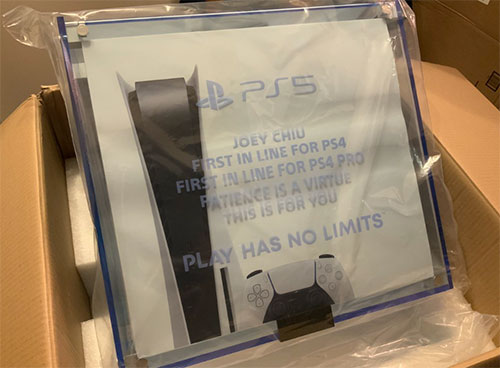 PS5
JOEY CHIU
FIRST IN LINE FOR PS4
FIRST IN LINE FOR PS4 PRO
PATIENCE IS A VIRTUE
THIS IS FOR YOU
PLAY HAS NO LIMITS™